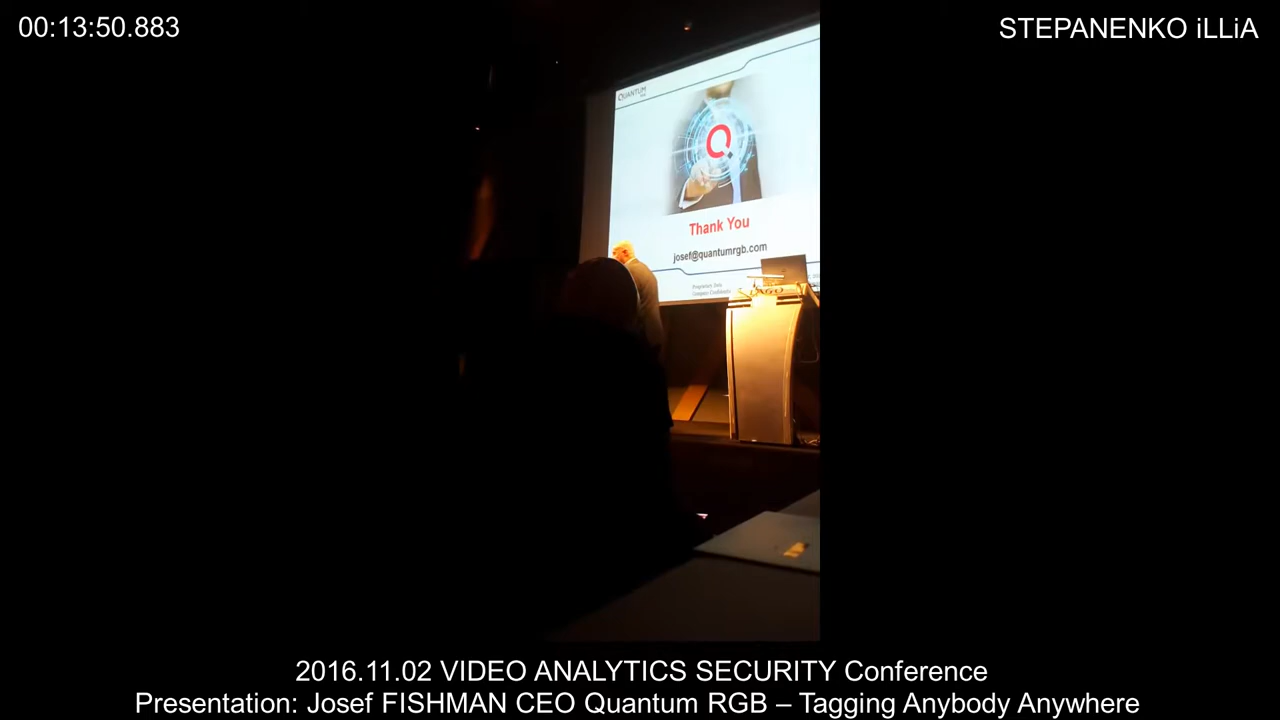 00:13:50.883
STEPANENKO iLLiA
QUANTUM
Thank You
josef@quantumrgb.com
2016.11.02 VIDEO ANALYTICS SECURITY Conference
Presentation: Josef FISHMAN CEO Quantum RGB – Tagging Anybody Anywhere